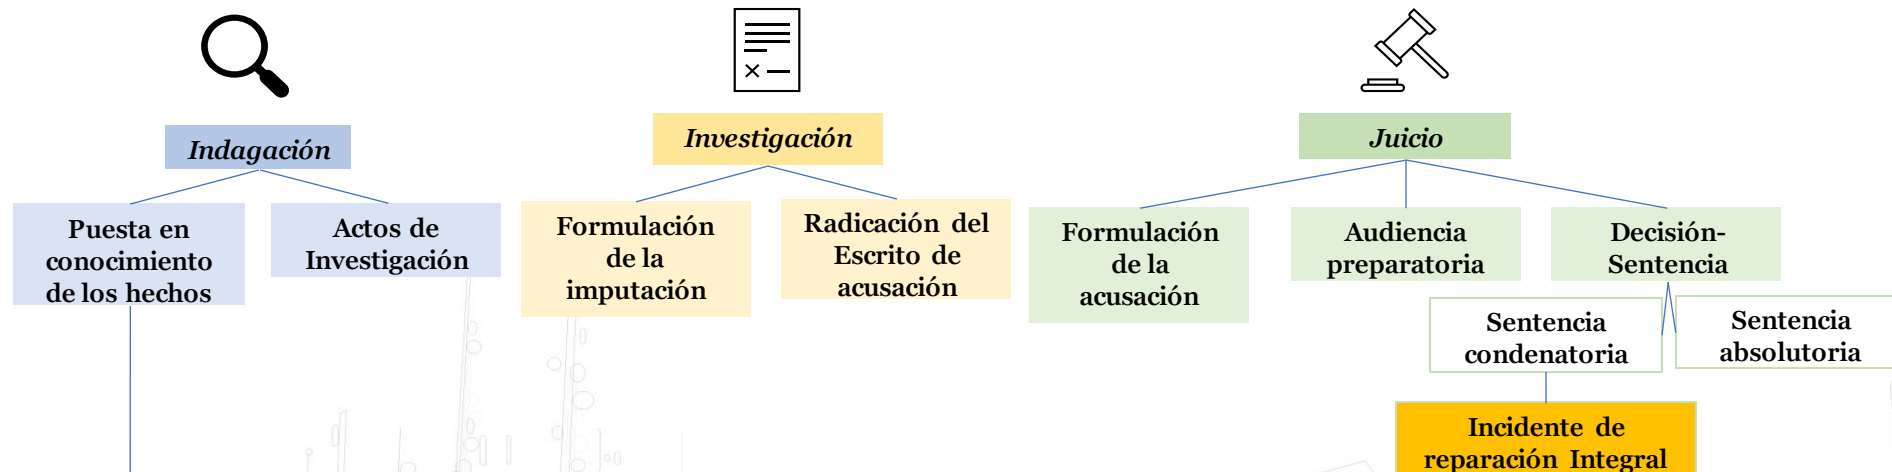 Indagación
Puesta en
conocimiento
de los hechos
Actos de
Investigación
Investigación
Formulación
de la
imputación
Radicación del
Escrito de
acusación
Juicio
Formulación
de la
acusación
Audiencia
preparatoria
Decisión-
Sentencia
Sentencia
condenatoria
Sentencia
absolutoria
Incidente de
reparación Integral